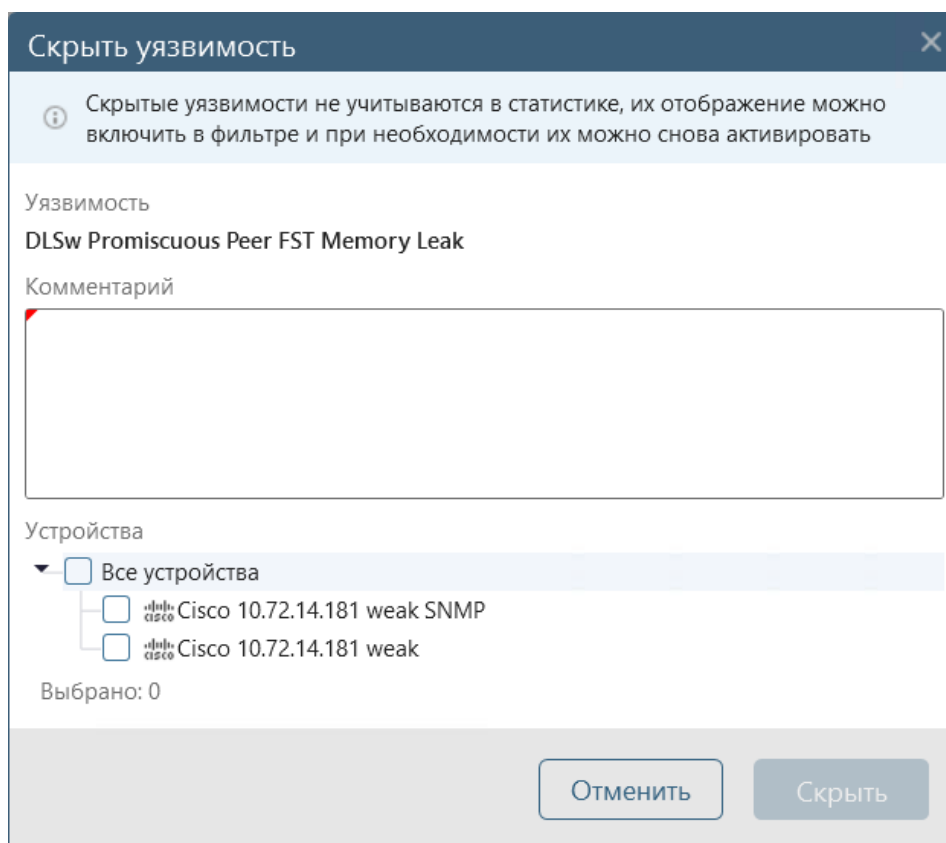 Скрыть уязвимость
Скрытые уязвимости не учитываются в статистике, их отображение можно
включить в фильтре и при необходимости их можно снова активировать
Уязвимость
DLSw Promiscuous Peer FST Memory Leak
Комментарий
Устройства
Все устройства
cisco Cisco 10.72.14.181 weak SNMP
cisco Cisco 10.72.14.181 weak
Выбрано: 0
Отменить
Скрыть